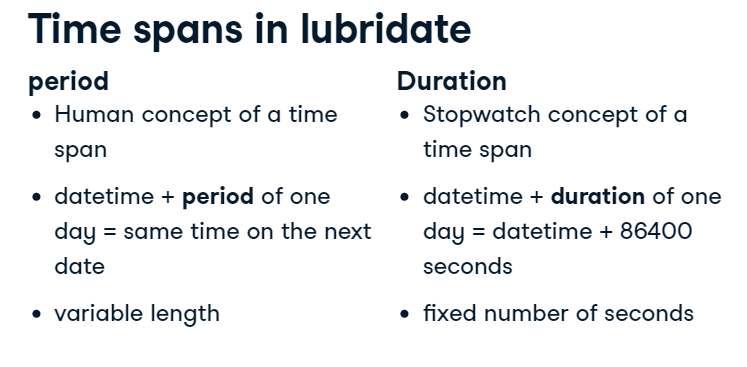 Time spans in lubridate
period
• Human concept of a time
span
• datetime + period of one
day = same time on the next
date
• variable length
Duration
• Stopwatch concept of a
time span
• datetime + duration of one
day = datetime + 86400
seconds
• fixed number of seconds